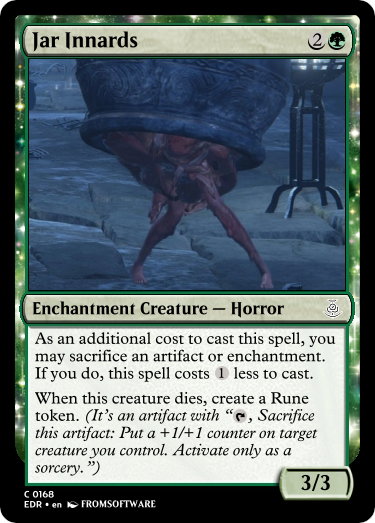 Jar Innards 2
Enchantment Creature — Horror
As an additional cost to cast this spell, you
may sacrifice an artifact or enchantment.
If you do, this spell costs 1 less to cast.
When this creature dies, create a Rune
token. (It's an artifact with “, Sacrifice
this artifact: Put a +1/+1 counter on target
creature you control. Activate only as a
sorcery.”)
3/3
C 0168
EDR • en FROMSOFTWARE